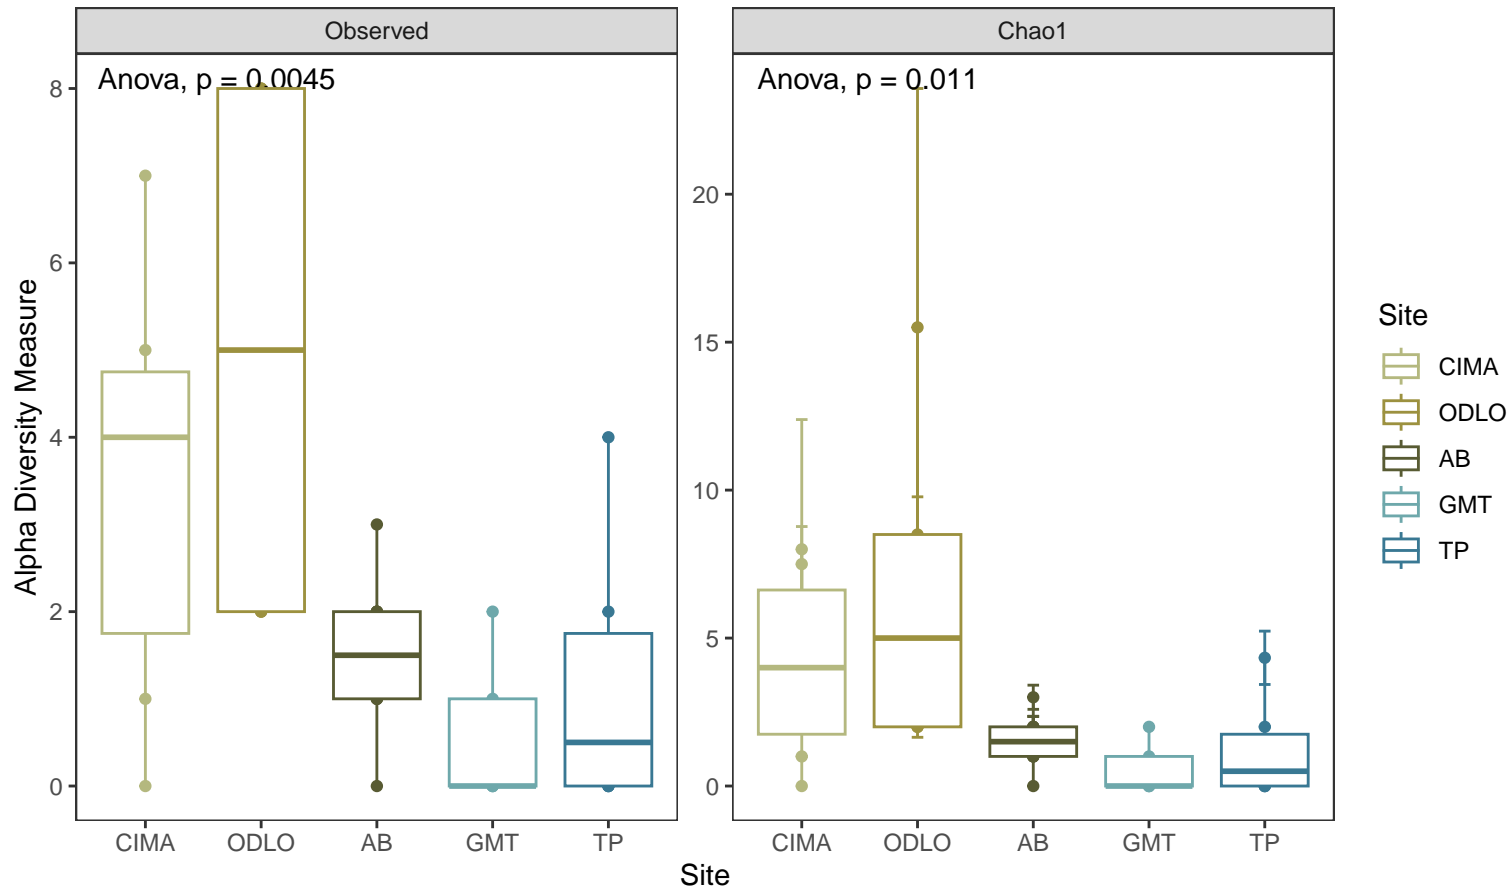 Observed
Chao1
Anova, p = 0.0045
Anova, p = 0.011
Alpha Diversity Measure
8
6
4
2
0
20
15
10
5
0
CIMA ODLO AB GMT TP
CIMA ODLO AB GMT TP
Site
Site
CIMA
ODLO
AB
GMT
TP